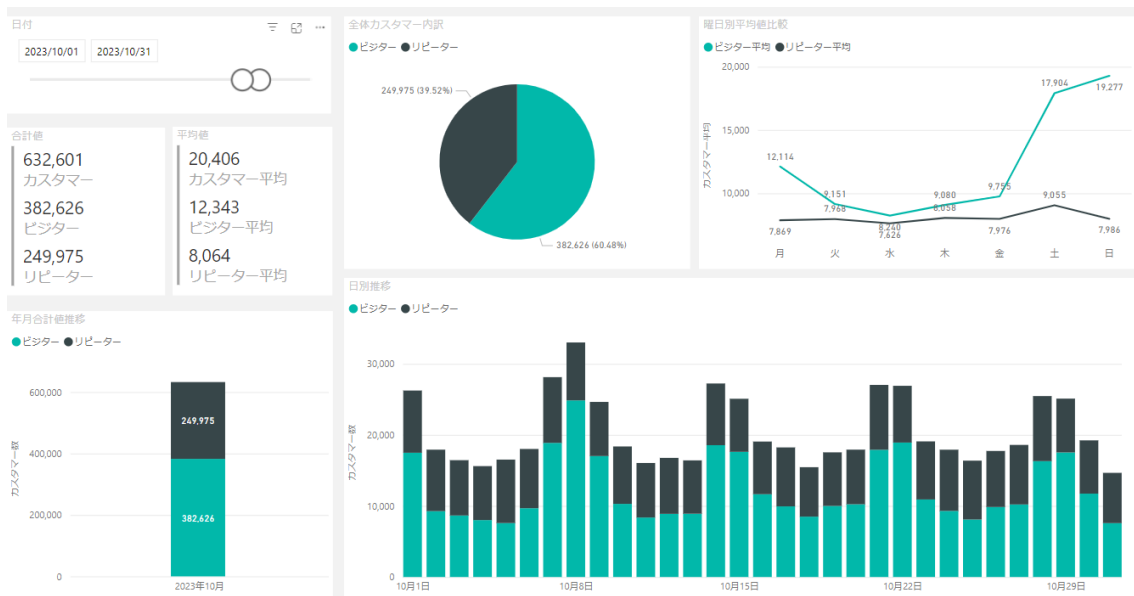 日付
2023/10/01 2023/10/31
合計値
632,601
カスタマー
382,626
ビジター
249,975
リピーター
平均値
20,406
カスタマー平均
12,343
ビジター平均
8,064
リピーター平均
年月合計値推移
ビジター リピーター
カスタマー数
600,000
400,000
200,000
0
249,975
382,626
2023年10月
全体カスタマー内訳
ビジター リピーター
249,975 (39.52%)
382,626 (60.48%)
曜日別平均値比較
ビジター平均 リピーター平均
カスタマー平均
20,000
15,000
10,000
12,114
9,151
8,240
9,080
9,755
17,904
19,277
7,869
7,968
7,626
8,058
7,976
9,055
7,986
月 火 水 木 金 土 日
日別推移
ビジター リピーター
カスタマー数
30,000
20,000
10,000
0
10月1日 10月8日 10月15日 10月22日 10月29日